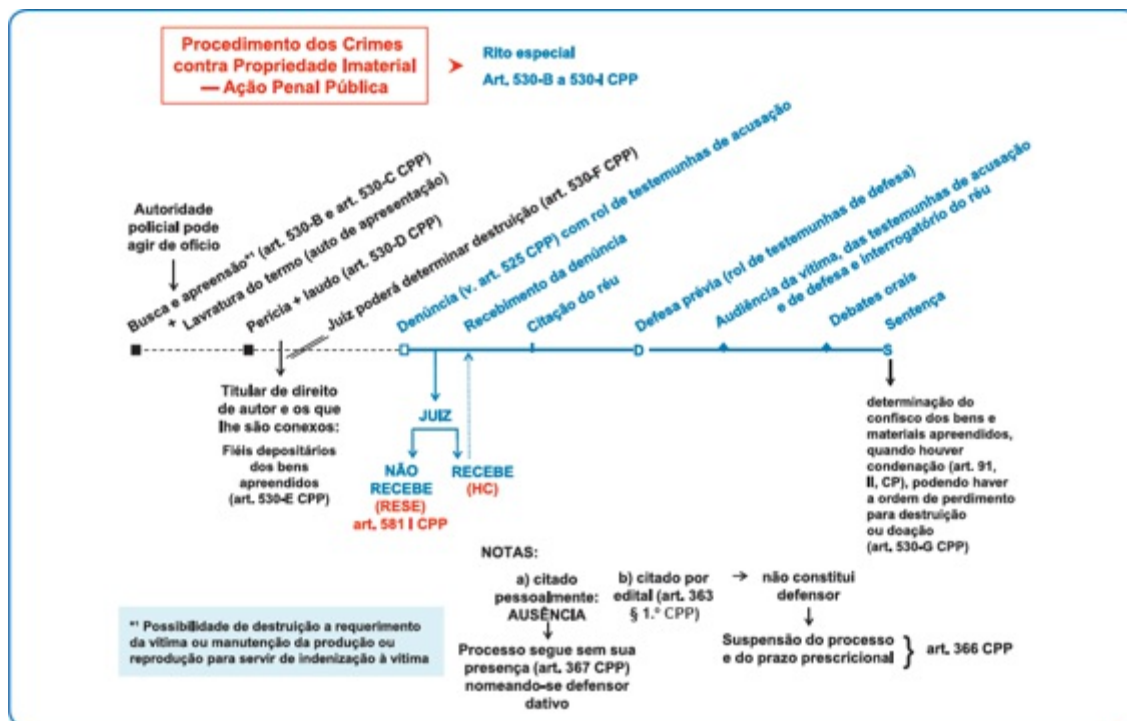 Procedimento dos Crimes
contra Propriedade Imaterial
— Ação Penal Pública
Rito especial
Art. 530-B a 530-I CPP
Autoridade
policial pode
agir de ofício
Busca e apreensão*¹ (art. 530-B e art. 530-C CPP)
+ Lavratura do termo (auto de apresentação)
Perícia + laudo (art. 530-D CPP)
Juiz poderá determinar destruição (art. 530-F CPP)
Denúncia (v. art. 525 CPP) com rol de testemunhas de acusação
Recebimento da denúncia
Citação do réu
Defesa prévia (rol de testemunhas de defesa)
Audiência da vítima, das testemunhas de acusação
e de defesa e interrogatório do réu
Debates orais
Sentença
D
S
Titular de direito
de autor e os que
lhe são conexos:
Fiéis depositários
dos bens
apreendidos
(art. 530-E CPP)
JUIZ
NÃO
RECEBE
(RESE)
art. 581 I CPP
RECEBE
(HC)
determinação do
confisco dos bens e
materiais apreendidos,
quando houver
condenação (art. 91,
II, CP), podendo haver
a ordem de perdimento
para destruição
ou doação
(art. 530-G CPP)
NOTAS:
a) citado
pessoalmente:
AUSÊNCIA
Processo segue sem sua
presença (art. 367 CPP)
nomeando-se defensor
dativo
b) citado por
edital (art. 363
§ 1.º CPP)
não constitui
defensor
Suspensão do processo
e do prazo prescricional
art. 366 CPP
*¹ Possibilidade de destruição a requerimento
da vítima ou manutenção da produção ou
reprodução para servir de indenização à vítima